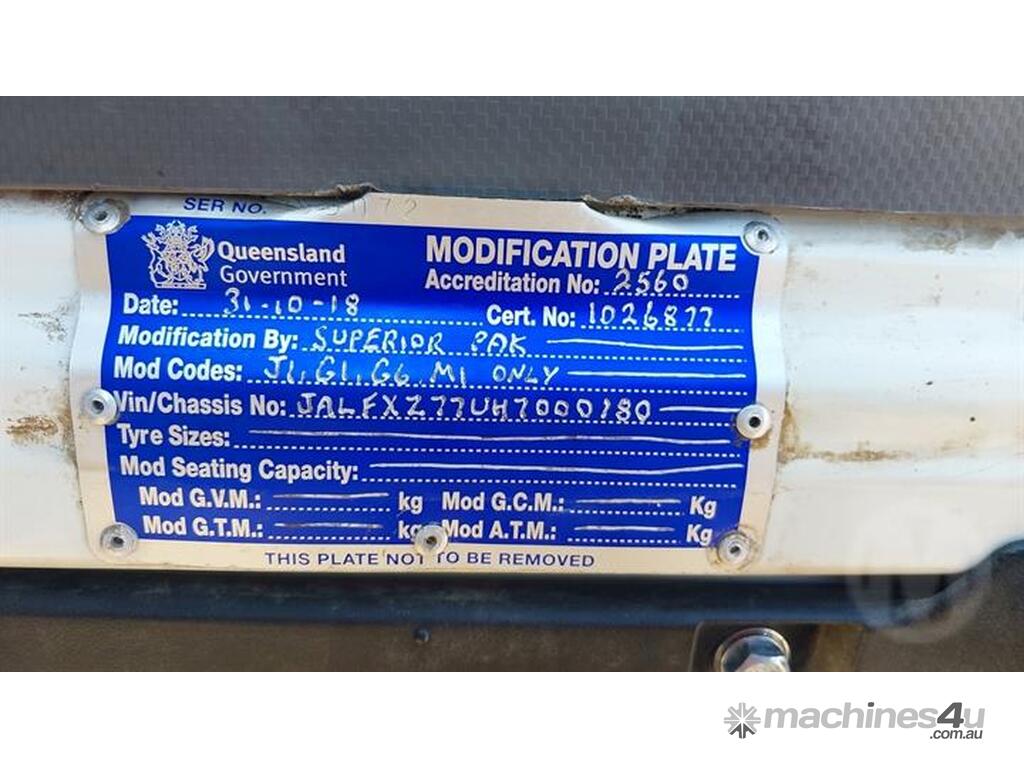 SER NO.
Queensland Government
MODIFICATION PLATE
Accreditation No: 2560
Date: 31-10-18 Cert. No: 1026877
Modification By: SUPERIOR PAK
Mod Codes: J1, G1, G6, M1 ONLY
Vin/Chassis No: JALFXZ77UH7000180
Tyre Sizes:
Mod Seating Capacity:
Mod G.V.M.: kg Mod G.C.M.: Kg
Mod G.T.M.: kg Mod A.T.M.: Kg
THIS PLATE NOT TO BE REMOVED
machines4u
.com.au